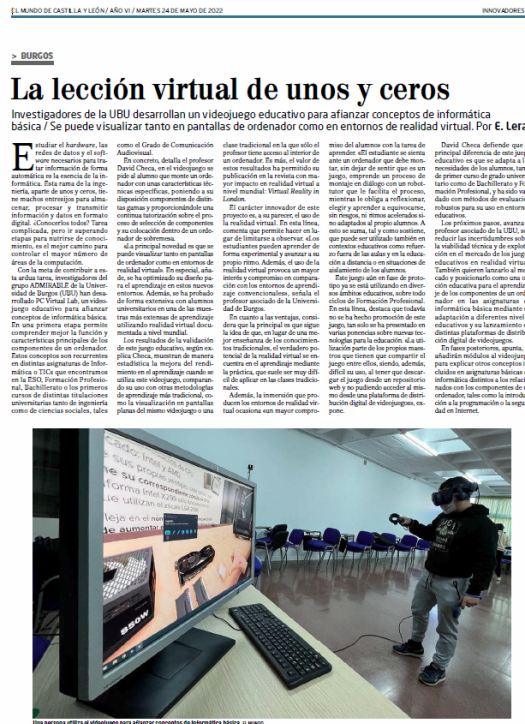 EL MUNDO DE CASTILLA Y LEÓN / AÑO VI / MARTES 24 DE MAYO DE 2022
INNOVADORES
> BURGOS
La lección virtual de unos y ceros
Investigadores de la UBU desarrollan un videojuego educativo para afianzar conceptos de informática
básica / Se puede visualizar tanto en pantallas de ordenador como en entornos de realidad virtual. Por E. Lera
Estudiar el hardware, las
redes de datos y el soft-
ware necesarios para tra-
tar información de forma
automática es la esencia de la in-
formática. Esta rama de la inge-
niería, aparte de unos y ceros, tie-
ne muchos entresijos para alma-
cenar, procesar y transmitir
información y datos en formato
digital. ¿Conocerlos todos? Tarea
complicada, pero ir superando
etapas para nutrirse de conoci-
miento, es el mejor camino para
controlar el mayor número de
áreas de la computación.
Con la meta de contribuir a es-
ta ardua tarea, investigadores del
grupo ADMIRABLE de la Univer-
sidad de Burgos (UBU) han desa-
rrollado PC Virtual Lab, un video-
juego educativo para afianzar
conceptos de informática básica.
En una primera etapa permite
comprender mejor la función y
características principales de los
componentes de un ordenador.
Estos conceptos son recurrentes
en distintas asignaturas de Infor-
mática o TICs que encontramos
en la ESO, Formación Profesio-
nal, Bachillerato o los primeros
cursos de distintas titulaciones
universitarias tanto de ingeniería
como de ciencias sociales, tales
como el Grado de Comunicación
Audiovisual.
En concreto, detalla el profesor
David Checa, en el videojuego se
pide al alumno que monte un orde-
nador con unas características téc-
nicas específicas, poniendo a su
disposición componentes de distin-
tas gamas y proporcionándole una
continua tutorización sobre el pro-
ceso de selección de componentes
y su colocación dentro de un orde-
nador de sobremesa.
«La principal novedad es que se
puede visualizar tanto en pantallas
de ordenador como en entornos de
realidad virtual. En especial, aña-
de, se ha optimizado su diseño pa-
ra el aprendizaje en estos nuevos
entornos. Además, se ha probado
de forma extensiva con alumnos
universitarios en una de las mues-
tras más extensas de aprendizaje
utilizando realidad virtual docu-
mentada a nivel mundial.
Los resultados de la validación
de este juego educativo, según ex-
plica Checa, muestran de manera
estadística la mejora del rendi-
miento en el aprendizaje cuando se
utiliza este videojuego, comparan-
do su uso con otras metodologías
de aprendizaje más tradicional, co-
mo la visualización en pantallas
planas del mismo videojuego o una
clase tradicional en la que sólo el
profesor tiene acceso al interior de
un ordenador. Es más, el valor de
estos resultados ha permitido su
publicación en la revista con ma-
yor impacto en realidad virtual a
nivel mundial: Virtual Reality in
London.
El carácter innovador de este
proyecto es, a su parecer, el uso de
la realidad virtual. En esta línea,
comenta que permite hacer en lu-
gar de limitarse a observar. «Los
estudiantes pueden aprender de
forma experimental y avanzar a su
propio ritmo. Además, el uso de la
realidad virtual provoca un mayor
interés y compromiso en compara-
ción con los entornos de aprendi-
zaje convencionales», señala el
profesor asociado de la Universi-
dad de Burgos.
En cuanto a las ventajas, consi-
dera que la principal es que sigue
la idea de que, en lugar de una me-
jor enseñanza de los conocimien-
tos tradicionales, el verdadero po-
tencial de la realidad virtual se en-
cuentra en el aprendizaje mediante
la práctica, que suele ser muy difí-
cil de aplicar en las clases tradicio-
nales.
Además, la inmersión que pro-
ducen los entornos de realidad vir-
tual ocasiona un mayor compro-
miso del alumnos con la tarea de
aprender. «El estudiante se sienta
ante un ordenador que debe mon-
tar, sin dejar de sentir que es un
juego, emprende un proceso de
montaje en diálogo con un robot-
tutor que le facilita el proceso,
mientras le obliga a reflexionar,
elegir y aprender a equivocarse,
sin riesgos, ni ritmos acelerados si-
no adaptados al propio alumno». A
esto se suma, tal y como sostiene,
que puede ser utilizado también en
contextos educativos como refuer-
zo fuera de las aulas y en la educa-
ción a distancia o en situaciones de
aislamiento de los alumnos.
Este juego aún en fase de proto-
tipo ya se está utilizando en diver-
sos ámbitos educativos, sobre todo
ciclos de Formación Profesional.
En esta línea, destaca que todavía
no se ha hecho promoción de este
juego, tan solo se ha presentado en
varias ponencias sobre nuevas tec-
nologías para la educación. «La uti-
lización parte de los propios maes-
tros que tienen que compartir el
juego entre ellos, siendo, además,
difícil su uso, al tener que descar-
gar el juego desde un repositorio
web y no pudiendo acceder al mis-
mo desde una plataforma de distri-
bución digital de videojuegos, ex-
pone.
David Checa defiende que
principal diferencia de este jueg
educativo es que se adapta a l
necesidades de los alumnos, tan
de primer curso de grado univer
tario como de Bachillerato y Fo
mación Profesional, y ha sido va
dado con métodos de evaluació
robustos para su uso en entorn
educativos.
Los próximos pasos, avanza
profesor asociado de la UBU, so
reducir las incertidumbres sob
la viabilidad técnica y de explot
ción en el mercado de los jueg
educativos en realidad virtua
También quieren lanzarlo al me
cado y posicionarlo como una o
ción educativa para el aprendiz
je de los componentes de un or
nador en las asignaturas
informática básica mediante
adaptación a diferentes nivel
educativos y su lanzamiento
distintas plataformas de distrib
ción digital de videojuegos.
En fases posteriores, apunta,
añadirán módulos al videojueg
para explicar otros conceptos i
cluidos en asignaturas básicas
informática distintos a los relaci
nados con los componentes de
ordenador, tales como la introdu
ción a la programación o la segu
dad en Internet.
su correspondiente
forma Intel X299
utilizan el zócalo LGA 2066
850W
Una persona utiliza el videojuego para afianzar conceptos de informática básica. EL MUNDO